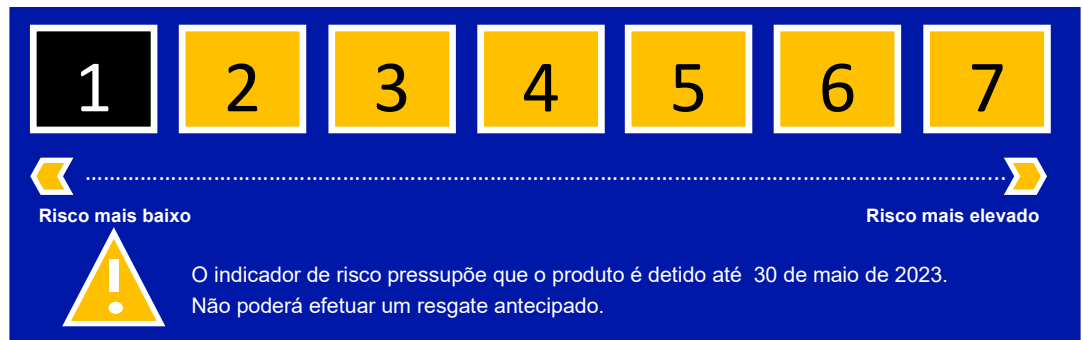 1 2 3 4 5 6 7
Risco mais baixo Risco mais elevado
O indicador de risco pressupõe que o produto é detido até 30 de maio de 2023.
Não poderá efetuar um resgate antecipado.